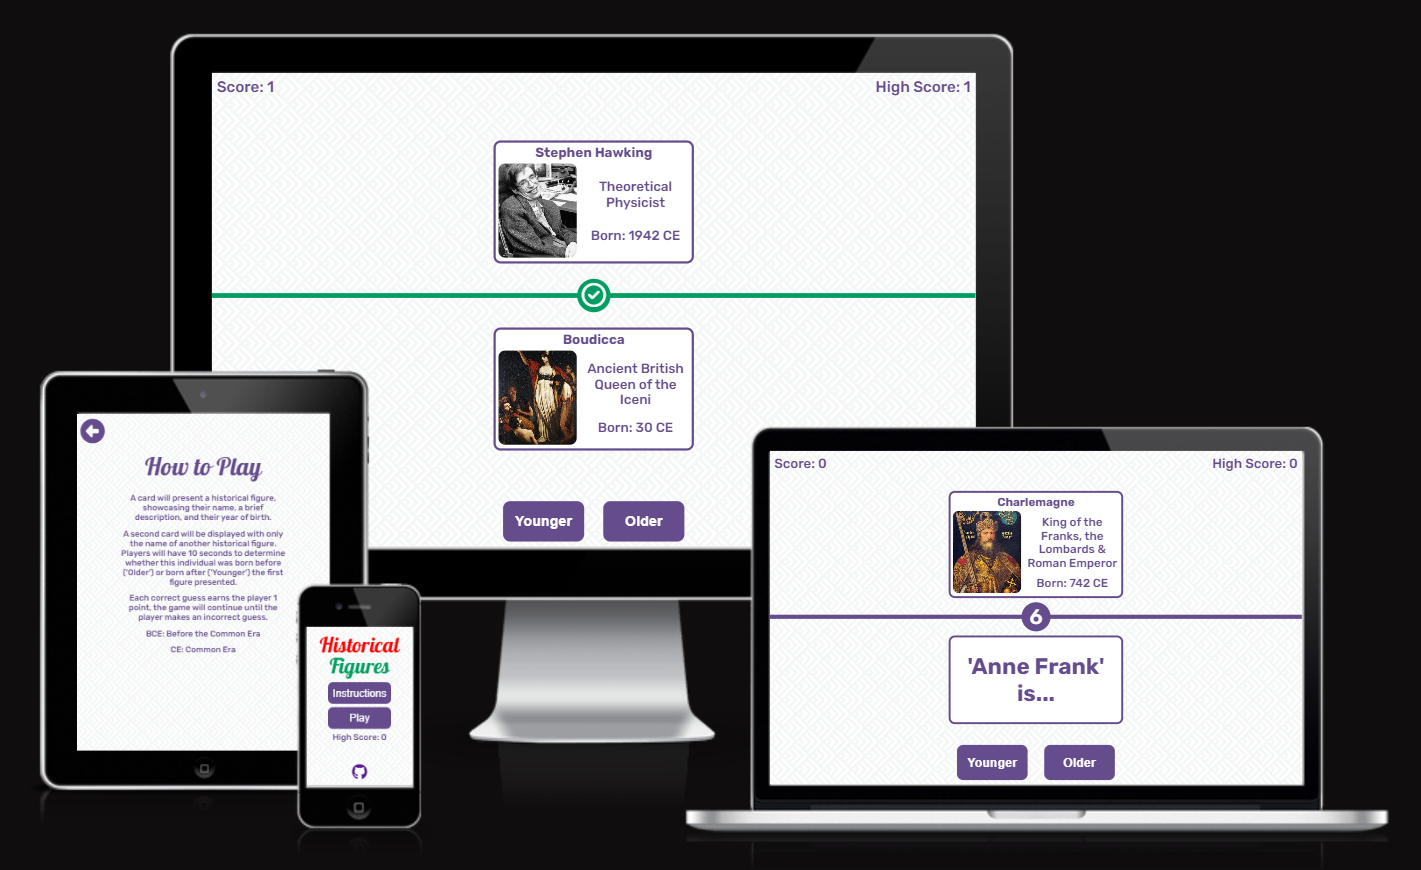 Score: 1
High Score: 1
Stephen Hawking
Theoretical
Physicist
Born: 1942 CE
Boudicca
Ancient British
Queen of the
Iceni
Born: 30 CE
Younger
Older
How to Play
A card will present a historical figure,
showcasing their name, a brief
description, and their year of birth.
A second card will be displayed with only
the name of another historical figure.
Players will have 10 seconds to determine
whether this individual was born before
('Older') or born after ('Younger') the first
figure presented.
Each correct guess earns the player 1
point, the game will continue until the
player makes an incorrect guess.
BCE: Before the Common Era
CE: Common Era
Historical
Figures
Instructions
Play
High Score: 0
Score: 0
High Score: 0
Charlemagne
King of the
Franks, the
Lombards &
Roman Emperor
Born: 742 CE
6
'Anne Frank'
is...
Younger
Older